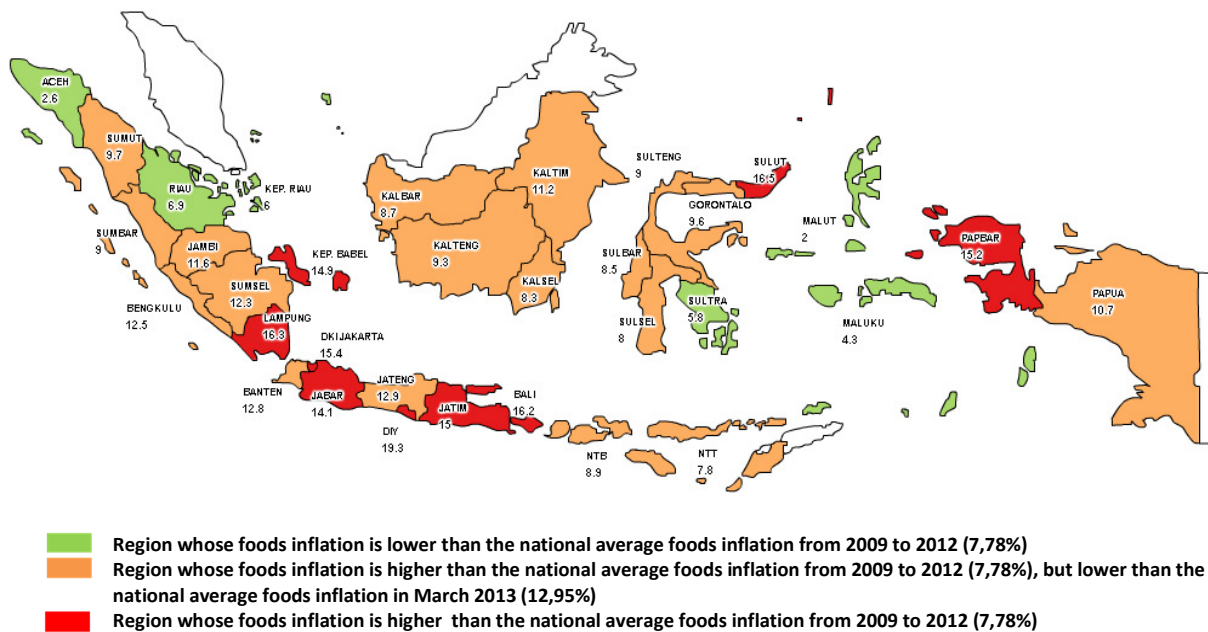 ACEH
2.6
SUMUT
9.7
RIAU
6.9
KEP. RIAU
6
SUMBAR
9
JAMBI
11.6
KEP. BABEL
14.9
SUMSEL
12.3
BENGKULU
12.5
LAMPUNG
16.3
DKIJAKARTA
15.4
BANTEN
12.8
JABAR
14.1
JATENG
12.9
DIY
19.3
JATIM
15
BALI
16.2
NTB
8.9
NTT
7.8
KALBAR
8.7
KALTENG
9.3
KALTIM
11.2
KALSEL
8.3
SULTENG
9
SULUT
16.5
GORONTALO
9.6
SULBAR
8.5
SULSEL
8
SULTRA
5.8
MALUT
2
MALUKU
4.3
PAPBAR
15.2
PAPUA
10.7
Region whose foods inflation is lower than the national average foods inflation from 2009 to 2012 (7,78%)
Region whose foods inflation is higher than the national average foods inflation from 2009 to 2012 (7,78%), but lower than the
national average foods inflation in March 2013 (12,95%)
Region whose foods inflation is higher  than the national average foods inflation from 2009 to 2012 (7,78%)